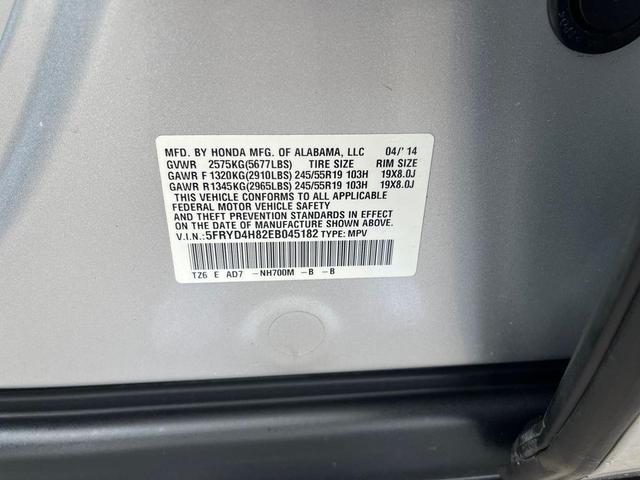 MFD. BY HONDA MFG. OF ALABAMA, LLC 04/'14
GVWR 2575KG(5677LBS) TIRE SIZE RIM SIZE
GAWR F 1320KG(2910LBS) 245/55R19 103H 19X8.0J
GAWR R1345KG(2965LBS) 245/55R19 103H 19X8.0J
THIS VEHICLE CONFORMS TO ALL APPLICABLE
FEDERAL MOTOR VEHICLE SAFETY
AND THEFT PREVENTION STANDARDS IN EFFECT
ON THE DATE OF MANUFACTURE SHOWN ABOVE.
V.I.N.: 5FRYD4H82EB045182 TYPE: MPV
TZ6 E AD7 -NH700M -B -B